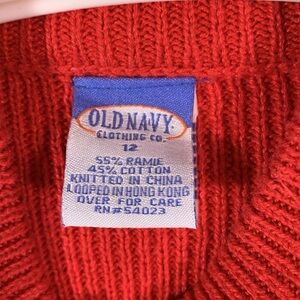 OLD NAVY
CLOTHING CO.
12
55% RAMIE
45% COTTON
KNITTED IN CHINA
LOOPED IN HONG KONG
OVER FOR CARE
RN#54023